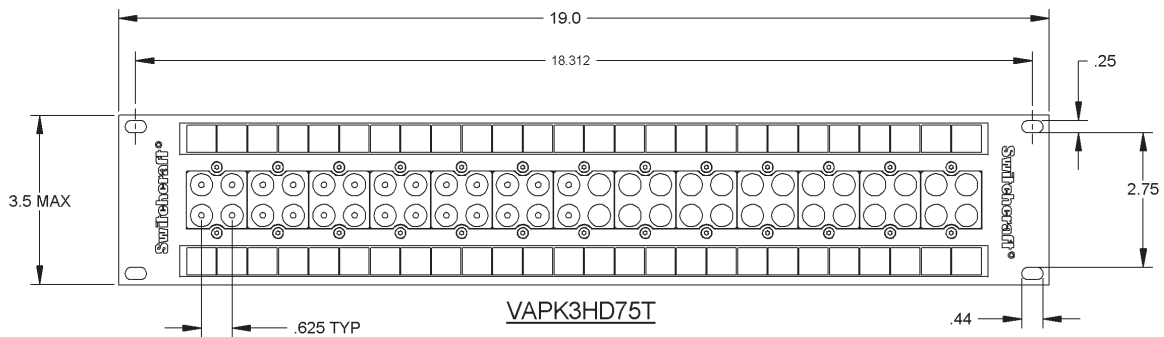 19.0
18.312
.25
3.5 MAX
Switchcraft®
Switchcraft®
2.75
VAPK3HD75T
.625 TYP
.44